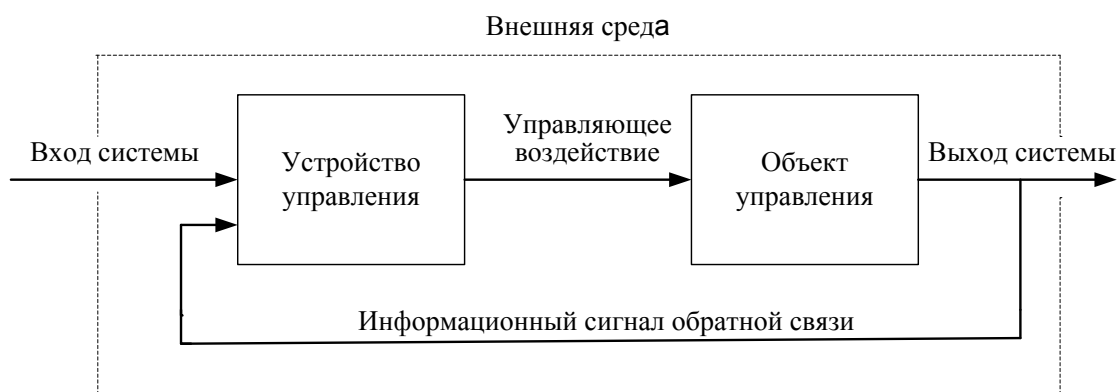 Внешняя среда
Вход системы
Устройство
управления
Управляющее
воздействие
Объект
управления
Выход системы
Информационный сигнал обратной связи